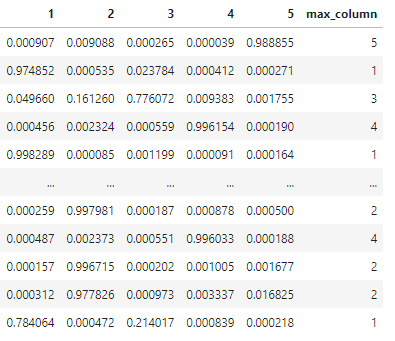 1 2 3 4 5 max_column
0.000907 0.009088 0.000265 0.000039 0.988855 5
0.974852 0.000535 0.023784 0.000412 0.000271 1
0.049660 0.161260 0.776072 0.009383 0.001755 3
0.000456 0.002324 0.000559 0.996154 0.000190 4
0.998289 0.000085 0.001199 0.000091 0.000164 1
... ... ... ... ... ...
0.000259 0.997981 0.000187 0.000878 0.000500 2
0.000487 0.002373 0.000551 0.996033 0.000188 4
0.000157 0.996715 0.000202 0.001005 0.001677 2
0.000312 0.977826 0.000973 0.003337 0.016825 2
0.784064 0.000472 0.214017 0.000839 0.000218 1